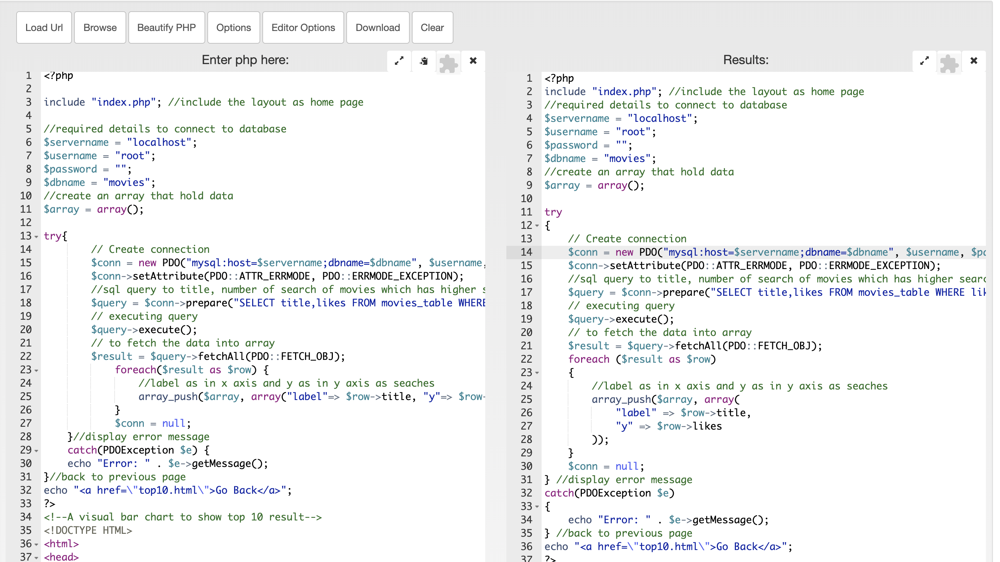 Load Url Browse Beautify PHP Options Editor Options Download Clear
Enter php here:
1 <?php
2
3 include "index.php"; //include the layout as home page
4
5 //required details to connect to database
6 $servername = "localhost";
7 $username = "root";
8 $password = "";
9 $dbname = "movies";
10 //create an array that hold data
11 $array = array();
12
13 try{
14 // Create connection
15 $conn = new PDO("mysql:host=$servername;dbname=$dbname", $username,
16 $conn->setAttribute(PDO::ATTR_ERRMODE, PDO::ERRMODE_EXCEPTION);
17 //sql query to title, number of search of movies which has higher s
18 $query = $conn->prepare("SELECT title,likes FROM movies_table WHERE
19 // executing query
20 $query->execute();
21 // to fetch the data into array
22 $result = $query->fetchAll(PDO::FETCH_OBJ);
23 foreach($result as $row) {
24 //label as in x axis and y as in y axis as seaches
25 array_push($array, array("label"=> $row->title, "y"=> $row-
26 }
27 $conn = null;
28 }//display error message
29 catch(PDOException $e) {
30 echo "Error: " . $e->getMessage();
31 }//back to previous page
32 echo "<a href=\"top10.html\">Go Back</a>";
33 ?>
34 <!--A visual bar chart to show top 10 result-->
35 <!DOCTYPE HTML>
36 <html>
37 <head>
Results:
1 <?php
2 include "index.php"; //include the layout as home page
3 //required details to connect to database
4 $servername = "localhost";
5 $username = "root";
6 $password = "";
7 $dbname = "movies";
8 //create an array that hold data
9 $array = array();
10
11 try
12 {
13 // Create connection
14 $conn = new PDO("mysql:host=$servername;dbname=$dbname", $username, $pa
15 $conn->setAttribute(PDO::ATTR_ERRMODE, PDO::ERRMODE_EXCEPTION);
16 //sql query to title, number of search of movies which has higher searc
17 $query = $conn->prepare("SELECT title,likes FROM movies_table WHERE lik
18 // executing query
19 $query->execute();
20 // to fetch the data into array
21 $result = $query->fetchAll(PDO::FETCH_OBJ);
22 foreach ($result as $row)
23 {
24 //label as in x axis and y as in y axis as seaches
25 array_push($array, array(
26 "label" => $row->title,
27 "y" => $row->likes
28 ));
29 }
30 $conn = null;
31 } //display error message
32 catch(PDOException $e)
33 {
34 echo "Error: " . $e->getMessage();
35 } //back to previous page
36 echo "<a href=\"top10.html\">Go Back</a>";
37 ?>